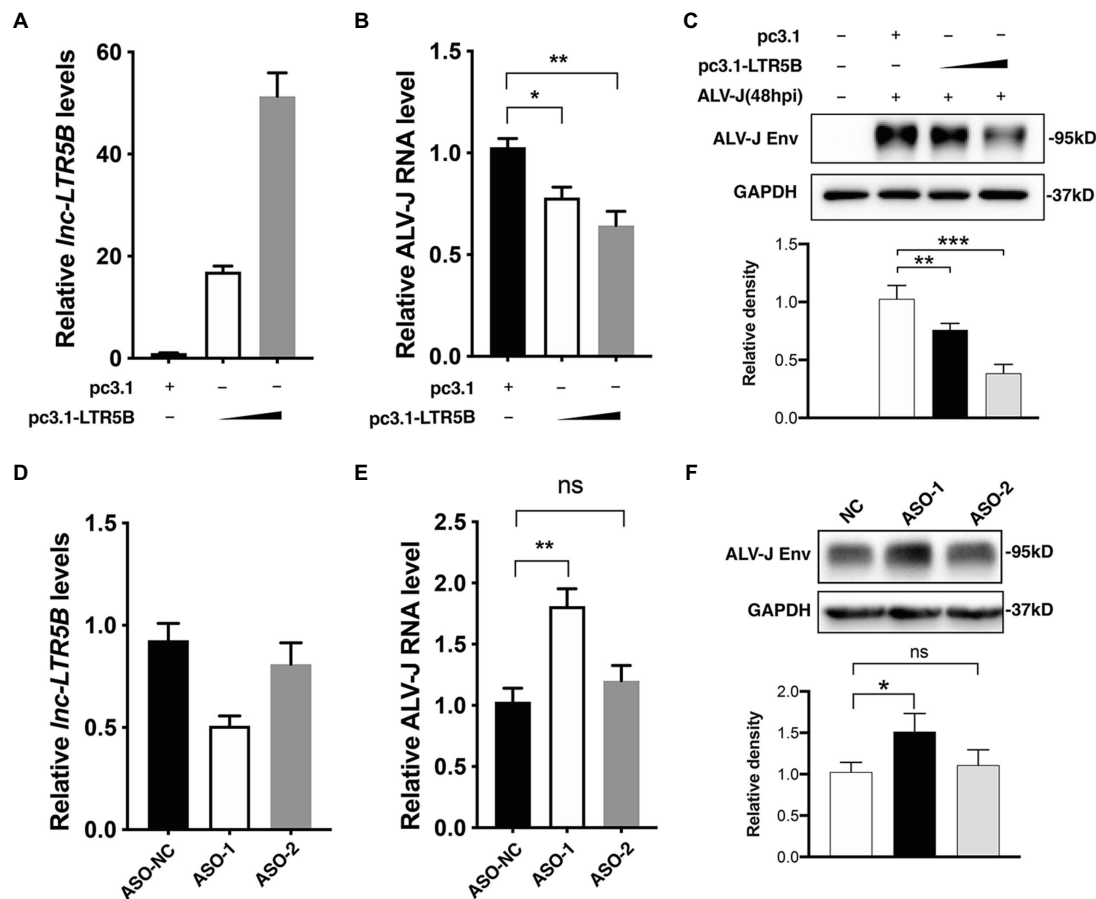 A
Relative lnc-LTR5B levels
60
40
20
0
pc3.1 + – –
pc3.1-LTR5B –
B
Relative ALV-J RNA level
1.5
1.0
0.5
0.0
**
*
pc3.1 + – –
pc3.1-LTR5B –
C
pc3.1 – + – –
pc3.1-LTR5B – –
ALV-J(48hpi) – + + +
ALV-J Env -95kD
GAPDH -37kD
Relative density
1.5
1.0
0.5
0.0
***
**
D
Relative lnc-LTR5B levels
1.5
1.0
0.5
0.0
ASO-NC ASO-1 ASO-2
E
Relative ALV-J RNA level
2.5
2.0
1.5
1.0
0.5
0.0
ns
**
ASO-NC ASO-1 ASO-2
F
NC ASO-1 ASO-2
ALV-J Env -95kD
GAPDH -37kD
Relative density
2.0
1.5
1.0
0.5
0.0
ns
*